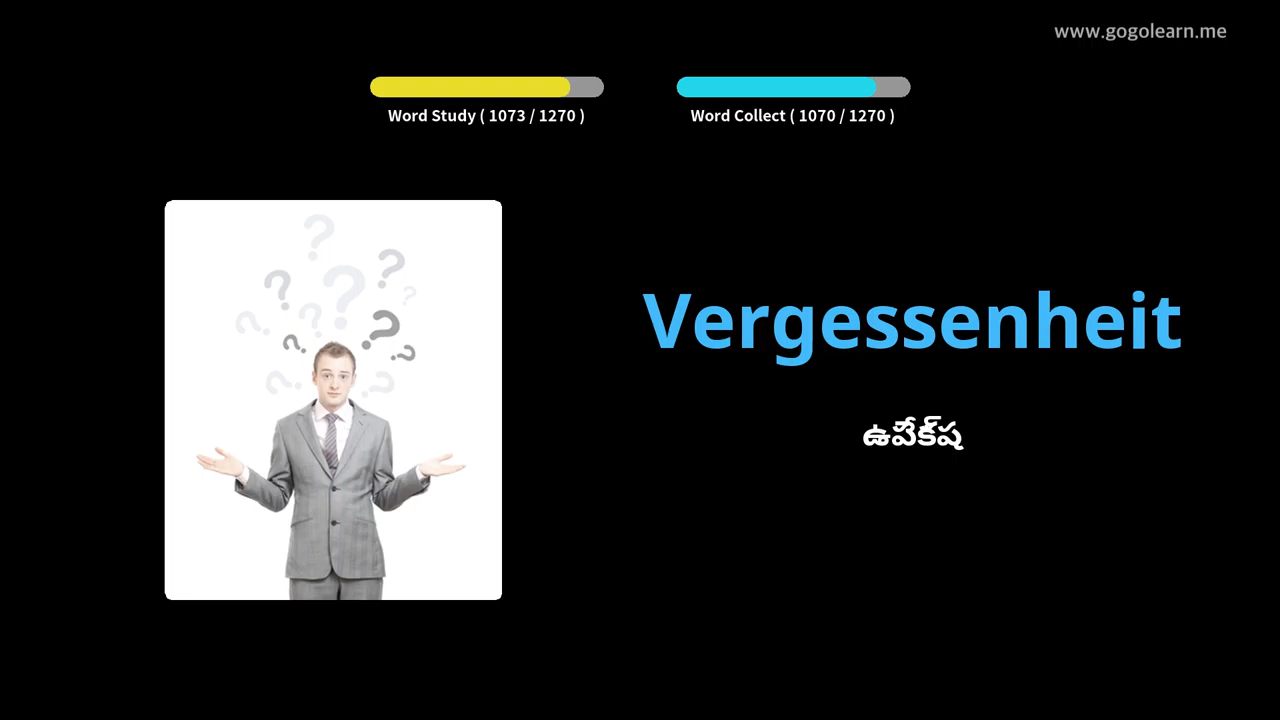 www.gogolearn.me
Word Study ( 1073 / 1270 )
Word Collect ( 1070 / 1270 )
Vergessenheit
ఉపేక్‌ష